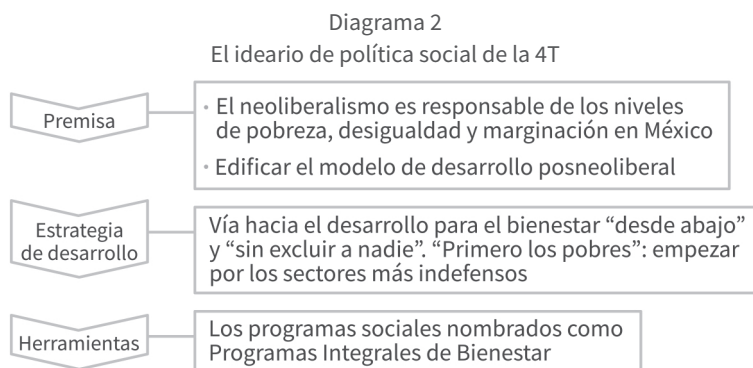 Diagrama 2
El ideario de política social de la 4T
Premisa
· El neoliberalismo es responsable de los niveles
de pobreza, desigualdad y marginación en México
· Edificar el modelo de desarrollo posneoliberal
Estrategia
de desarrollo
Vía hacia el desarrollo para el bienestar “desde abajo”
y “sin excluir a nadie”. “Primero los pobres”: empezar
por los sectores más indefensos
Herramientas
Los programas sociales nombrados como
Programas Integrales de Bienestar